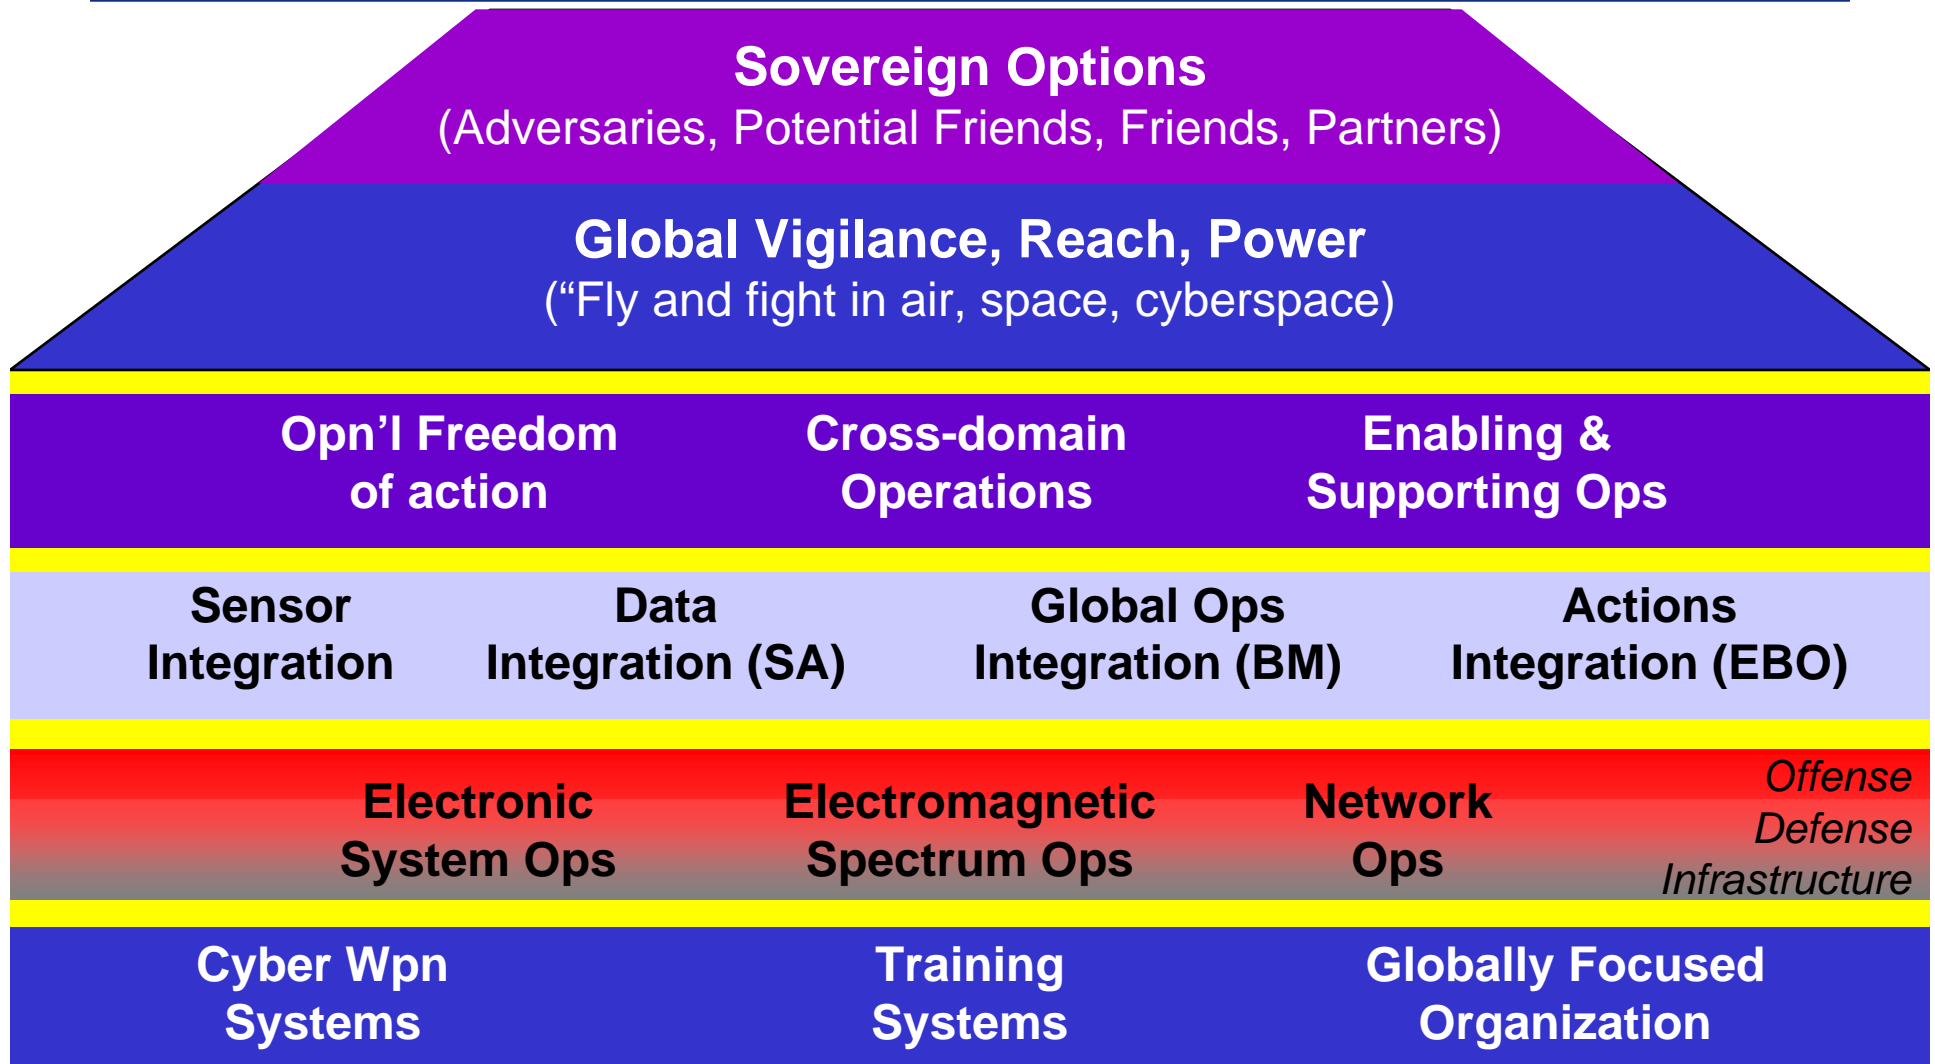 Sovereign Options
(Adversaries, Potential Friends, Friends, Partners)
Global Vigilance, Reach, Power
(“Fly and fight in air, space, cyberspace)
Opn’l Freedom
of action
Cross-domain
Operations
Enabling &
Supporting Ops
Sensor
Integration
Data
Integration (SA)
Global Ops
Integration (BM)
Actions
Integration (EBO)
Electronic
System Ops
Electromagnetic
Spectrum Ops
Network
Ops
Offense
Defense
Infrastructure
Cyber Wpn
Systems
Training
Systems
Globally Focused
Organization